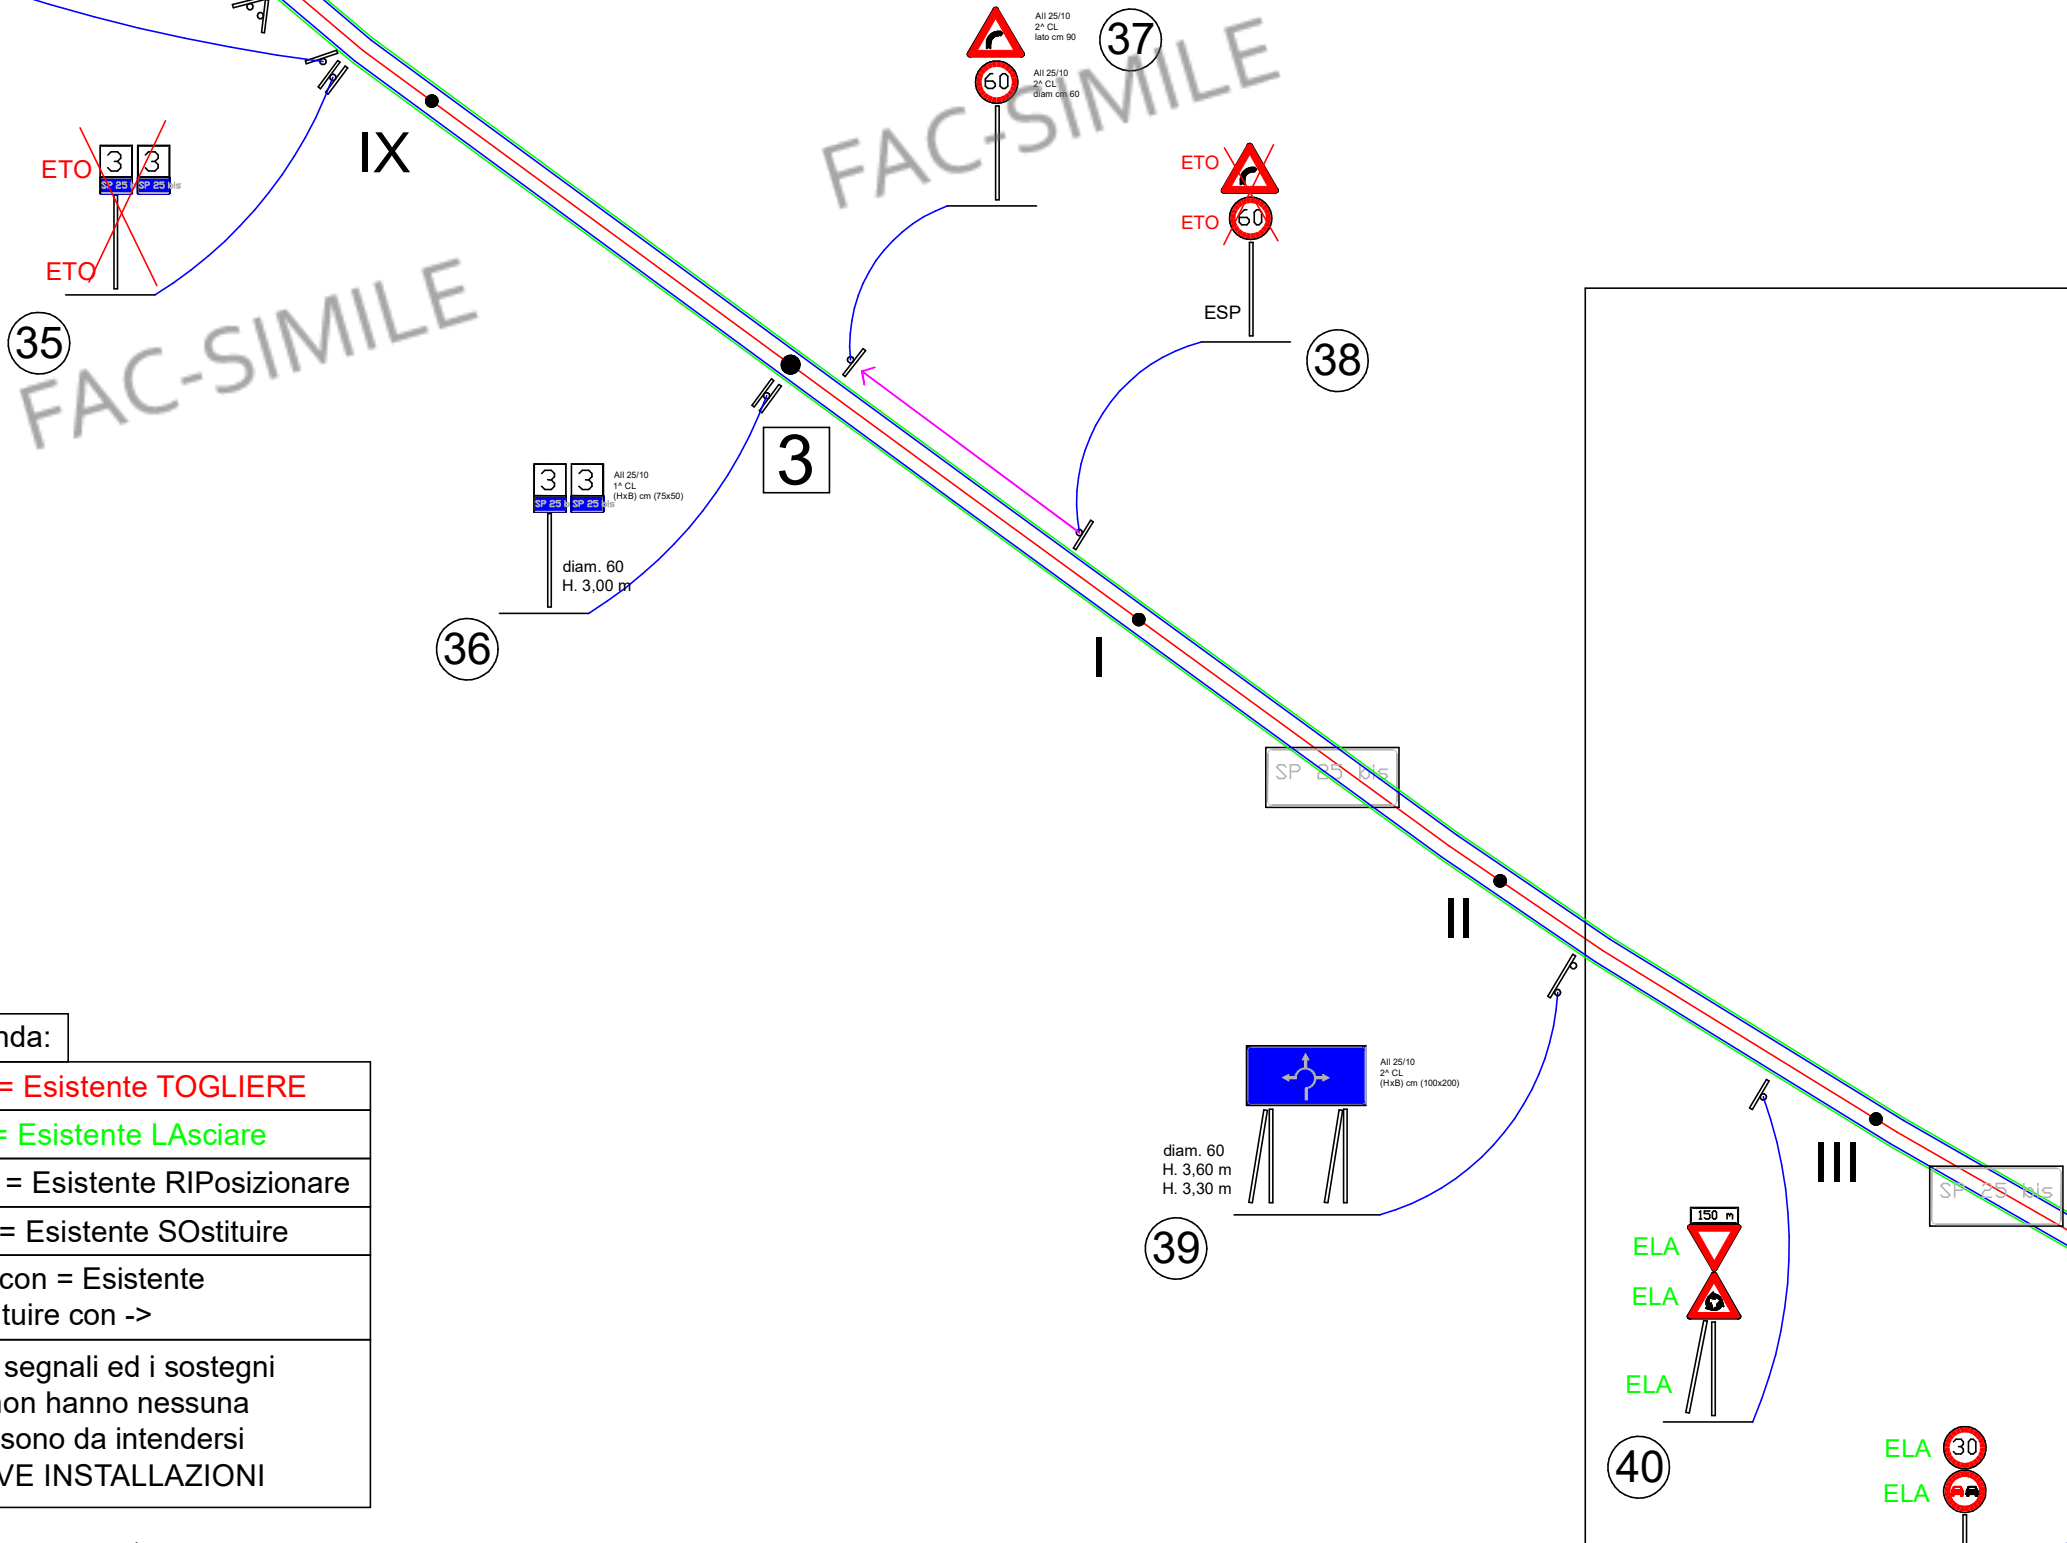 All 25/10
2^ CL
lato cm 90
37
60
All 25/10
2^ CL
diam cm 60
FAC-SIMILE
IX
ETO
3
3
SP 25
SP 25 bis
ETO
35
FAC-SIMILE
ETO
ETO
60
ESP
38
3
3
3
SP 25
SP 25 bis
All 25/10
1^ CL
(HxB) cm (75x50)
diam. 60
H. 3,00 m
36
I
SP 25 bis
II
All 25/10
2^ CL
(HxB) cm (100x200)
diam. 60
H. 3,60 m
H. 3,30 m
39
III
SP 25 bis
150 m
ELA
ELA
ELA
40
ELA
30
ELA
nda:
= Esistente TOGLIERE
= Esistente LAsciare
= Esistente RIPosizionare
= Esistente SOstituire
con = Esistente
tuire con ->
segnali ed i sostegni
non hanno nessuna
sono da intendersi
VE INSTALLAZIONI